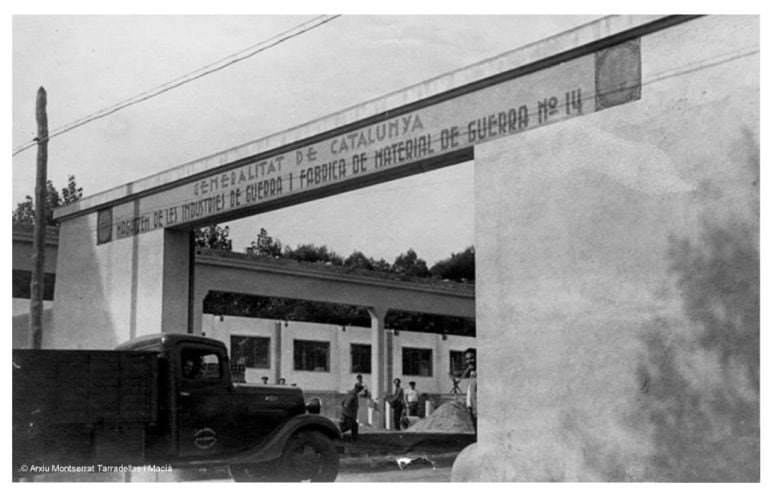 GENERALITAT DE CATALUNYA
MAGATZEN DE LES INDUSTRIES DE GUERRA I FABRICA DE MATERIAL DE GUERRA Nº 14
© Arxiu Montserrat Tarradellas i Macià